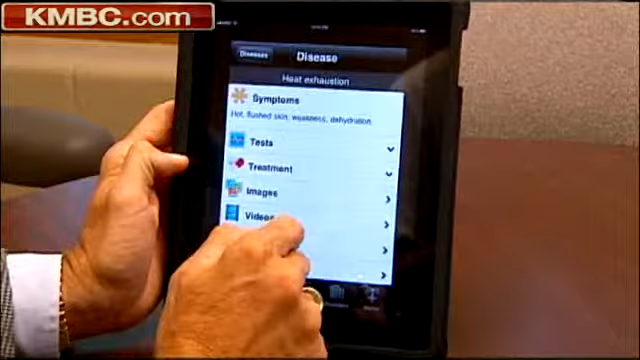 KMBC.com
Diseases
Disease
Heat exhaustion
Symptoms
Hot, flushed skin, weakness, dehydration,
Tests
Treatment
Images
Videos